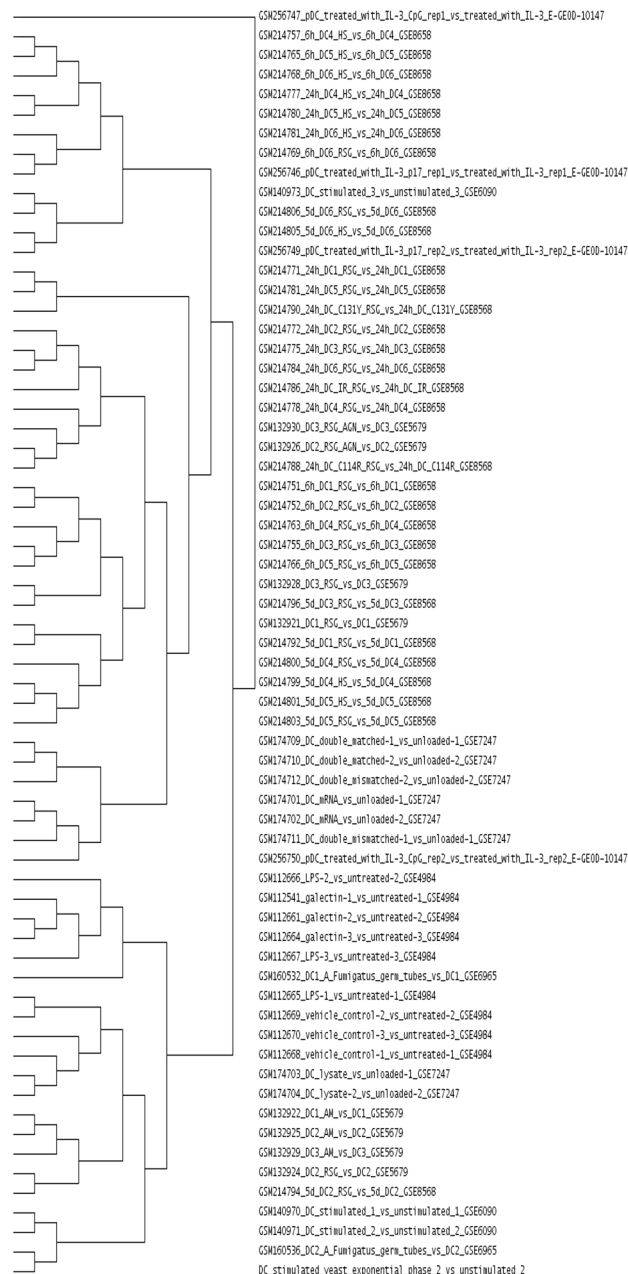 GSM256747_pDC_treated_with_IL-3_CpG_rep1_vs_treated_with_IL-3_E-GEOD-10147
GSM214757_6h_DC4_HS_vs_6h_DC4_GSE8658
GSM214765_6h_DC5_HS_vs_6h_DC5_GSE8658
GSM214768_6h_DC6_HS_vs_6h_DC6_GSE8658
GSM214777_24h_DC4_HS_vs_24h_DC4_GSE8658
GSM214780_24h_DC5_HS_vs_24h_DC5_GSE8658
GSM214781_24h_DC6_HS_vs_24h_DC6_GSE8658
GSM214769_6h_DC6_RSG_vs_6h_DC6_GSE8658
GSM256746_pDC_treated_with_IL-3_p17_rep1_vs_treated_with_IL-3_rep1_E-GEOD-10147
GSM140973_DC_stimulated_3_vs_unstimulated_3_GSE6090
GSM214806_5d_DC6_RSG_vs_5d_DC6_GSE8568
GSM214805_5d_DC6_HS_vs_5d_DC6_GSE8568
GSM256749_pDC_treated_with_IL-3_p17_rep2_vs_treated_with_IL-3_rep2_E-GEOD-10147
GSM214771_24h_DC1_RSG_vs_24h_DC1_GSE8658
GSM214781_24h_DC5_RSG_vs_24h_DC5_GSE8658
GSM214790_24h_DC_C131Y_RSG_vs_24h_DC_C131Y_GSE8568
GSM214772_24h_DC2_RSG_vs_24h_DC2_GSE8658
GSM214775_24h_DC3_RSG_vs_24h_DC3_GSE8658
GSM214784_24h_DC6_RSG_vs_24h_DC6_GSE8658
GSM214786_24h_DC_IR_RSG_vs_24h_DC_IR_GSE8568
GSM214778_24h_DC4_RSG_vs_24h_DC4_GSE8658
GSM132930_DC3_RSG_AGN_vs_DC3_GSE5679
GSM132926_DC2_RSG_AGN_vs_DC2_GSE5679
GSM214788_24h_DC_C114R_RSG_vs_24h_DC_C114R_GSE8568
GSM214751_6h_DC1_RSG_vs_6h_DC1_GSE8658
GSM214752_6h_DC2_RSG_vs_6h_DC2_GSE8658
GSM214763_6h_DC4_RSG_vs_6h_DC4_GSE8658
GSM214755_6h_DC3_RSG_vs_6h_DC3_GSE8658
GSM214766_6h_DC5_RSG_vs_6h_DC5_GSE8658
GSM132928_DC3_RSG_vs_DC3_GSE5679
GSM214796_5d_DC3_RSG_vs_5d_DC3_GSE8568
GSM132921_DC1_RSG_vs_DC1_GSE5679
GSM214792_5d_DC1_RSG_vs_5d_DC1_GSE8568
GSM214800_5d_DC4_RSG_vs_5d_DC4_GSE8568
GSM214799_5d_DC4_HS_vs_5d_DC4_GSE8568
GSM214801_5d_DC5_HS_vs_5d_DC5_GSE8568
GSM214803_5d_DC5_RSG_vs_5d_DC5_GSE8568
GSM174709_DC_double_matched-1_vs_unloaded-1_GSE7247
GSM174710_DC_double_matched-2_vs_unloaded-2_GSE7247
GSM174712_DC_double_mismatched-2_vs_unloaded-2_GSE7247
GSM174701_DC_mRNA_vs_unloaded-1_GSE7247
GSM174702_DC_mRNA_vs_unloaded-2_GSE7247
GSM174711_DC_double_mismatched-1_vs_unloaded-1_GSE7247
GSM256750_pDC_treated_with_IL-3_CpG_rep2_vs_treated_with_IL-3_rep2_E-GEOD-10147
GSM112666_LPS-2_vs_untreated-2_GSE4984
GSM112541_galectin-1_vs_untreated-1_GSE4984
GSM112661_galectin-2_vs_untreated-2_GSE4984
GSM112664_galectin-3_vs_untreated-3_GSE4984
GSM112667_LPS-3_vs_untreated-3_GSE4984
GSM160532_DC1_A_Fumigatus_germ_tubes_vs_DC1_GSE6965
GSM112665_LPS-1_vs_untreated-1_GSE4984
GSM112669_vehicle_control-2_vs_untreated-2_GSE4984
GSM112670_vehicle_control-3_vs_untreated-3_GSE4984
GSM112668_vehicle_control-1_vs_untreated-1_GSE4984
GSM174703_DC_lysate_vs_unloaded-1_GSE7247
GSM174704_DC_lysate-2_vs_unloaded-2_GSE7247
GSM132922_DC1_AM_vs_DC1_GSE5679
GSM132925_DC2_AM_vs_DC2_GSE5679
GSM132929_DC3_AM_vs_DC3_GSE5679
GSM132924_DC2_RSG_vs_DC2_GSE5679
GSM214794_5d_DC2_RSG_vs_5d_DC2_GSE8568
GSM140970_DC_stimulated_1_vs_unstimulated_1_GSE6090
GSM140971_DC_stimulated_2_vs_unstimulated_2_GSE6090
GSM160536_DC2_A_Fumigatus_germ_tubes_vs_DC2_GSE6965
DC_stimulated_yeast_exponential_phase_2_vs_unstimulated_2